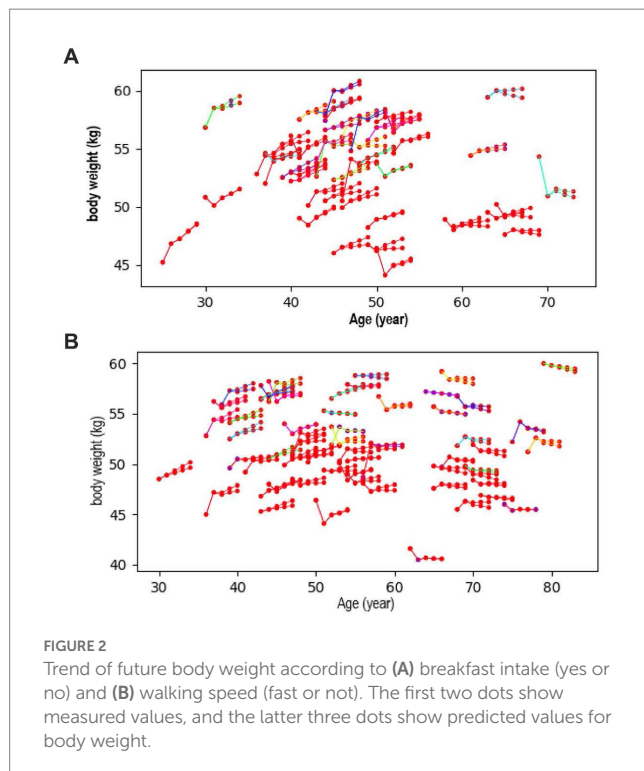 A
60
55
50
45
body weight (kg)
30 40 50 60 70
Age (year)
B
60
55
50
45
40
body weight (kg)
30 40 50 60 70 80
Age (year)
FIGURE 2
Trend of future body weight according to (A) breakfast intake (yes or
no) and (B) walking speed (fast or not). The first two dots show
measured values, and the latter three dots show predicted values for
body weight.